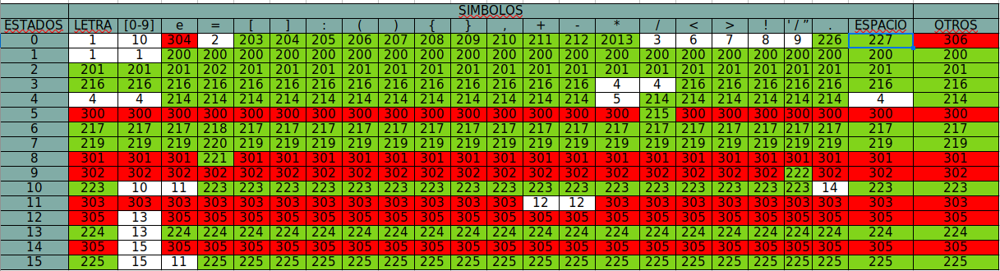 SIMBOLOS
ESTADOS LETRA [0-9] e = [ ] : ( ) { } , + - * / < > ! ' / ” . ESPACIO OTROS
0 1 10 304 2 203 204 205 206 207 208 209 210 211 212 2013 3 6 7 8 9 226 227 306
1 1 1 200 200 200 200 200 200 200 200 200 200 200 200 200 200 200 200 200 200 200 200 200
2 201 201 201 202 201 201 201 201 201 201 201 201 201 201 201 201 201 201 201 201 201 201 201
3 216 216 216 216 216 216 216 216 216 216 216 216 216 216 4 4 216 216 216 216 216 216 216
4 4 4 214 214 214 214 214 214 214 214 214 214 214 214 5 214 214 214 214 214 214 4 214
5 300 300 300 300 300 300 300 300 300 300 300 300 300 300 300 215 300 300 300 300 300 300 300
6 217 217 217 218 217 217 217 217 217 217 217 217 217 217 217 217 217 217 217 217 217 217 217
7 219 219 219 220 219 219 219 219 219 219 219 219 219 219 219 219 219 219 219 219 219 219 219
8 301 301 301 221 301 301 301 301 301 301 301 301 301 301 301 301 301 301 301 301 301 301 301
9 302 302 302 302 302 302 302 302 302 302 302 302 302 302 302 302 302 302 302 222 302 302 302
10 223 10 11 223 223 223 223 223 223 223 223 223 223 223 223 223 223 223 223 223 14 223 223
11 303 303 303 303 303 303 303 303 303 303 303 303 12 12 303 303 303 303 303 303 303 303 303
12 305 13 305 305 305 305 305 305 305 305 305 305 305 305 305 305 305 305 305 305 305 305 305
13 224 13 224 224 224 224 224 224 224 224 224 224 224 224 224 224 224 224 224 224 224 224 224
14 305 15 305 305 305 305 305 305 305 305 305 305 305 305 305 305 305 305 305 305 305 305 305
15 225 15 11 225 225 225 225 225 225 225 225 225 225 225 225 225 225 225 225 225 225 225 225